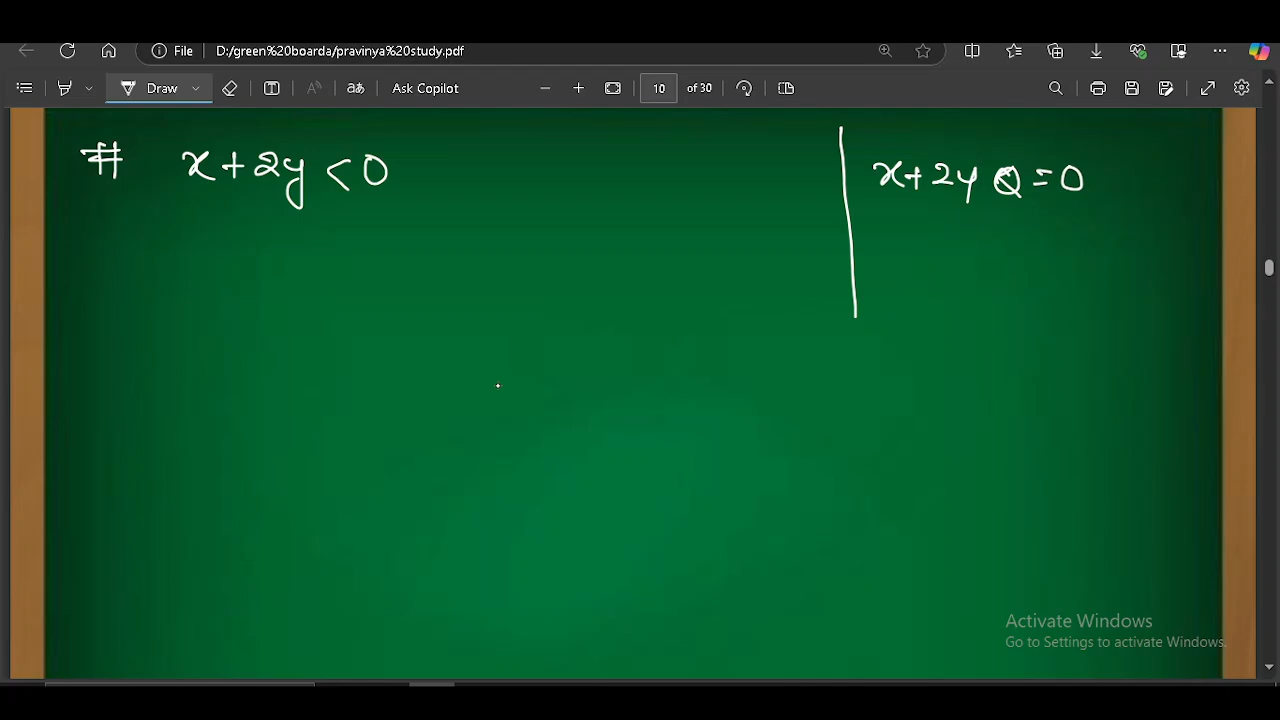 File D:/green%20boarda/pravinya%20study.pdf
Draw Ask Copilot 10 of 30
# x + 2y < 0
x + 2y = 0
Activate Windows
Go to Settings to activate Windows.